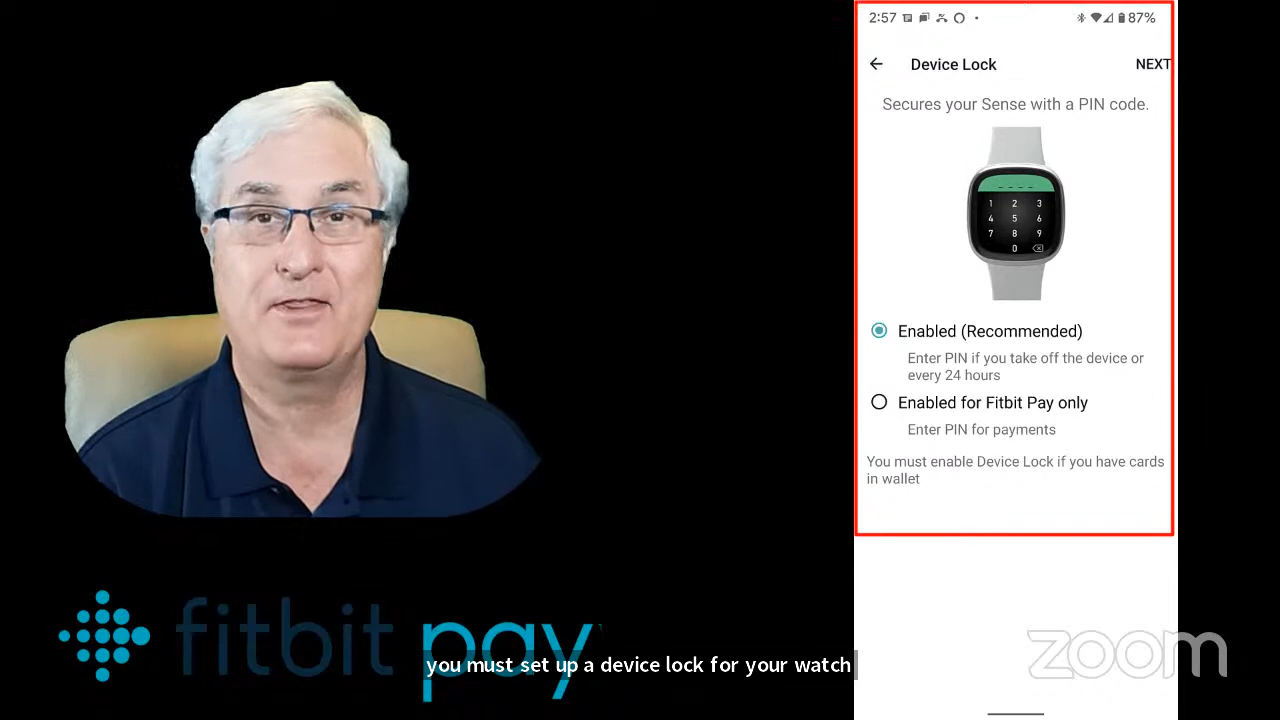 2:57
87%
Device Lock
NEXT
Secures your Sense with a PIN code.
1 2 3
4 5 6
7 8 9
0
Enabled (Recommended)
Enter PIN if you take off the device or
every 24 hours
Enabled for Fitbit Pay only
Enter PIN for payments
You must enable Device Lock if you have cards
in wallet
fitbit pay
you must set up a device lock for your watch
zoom